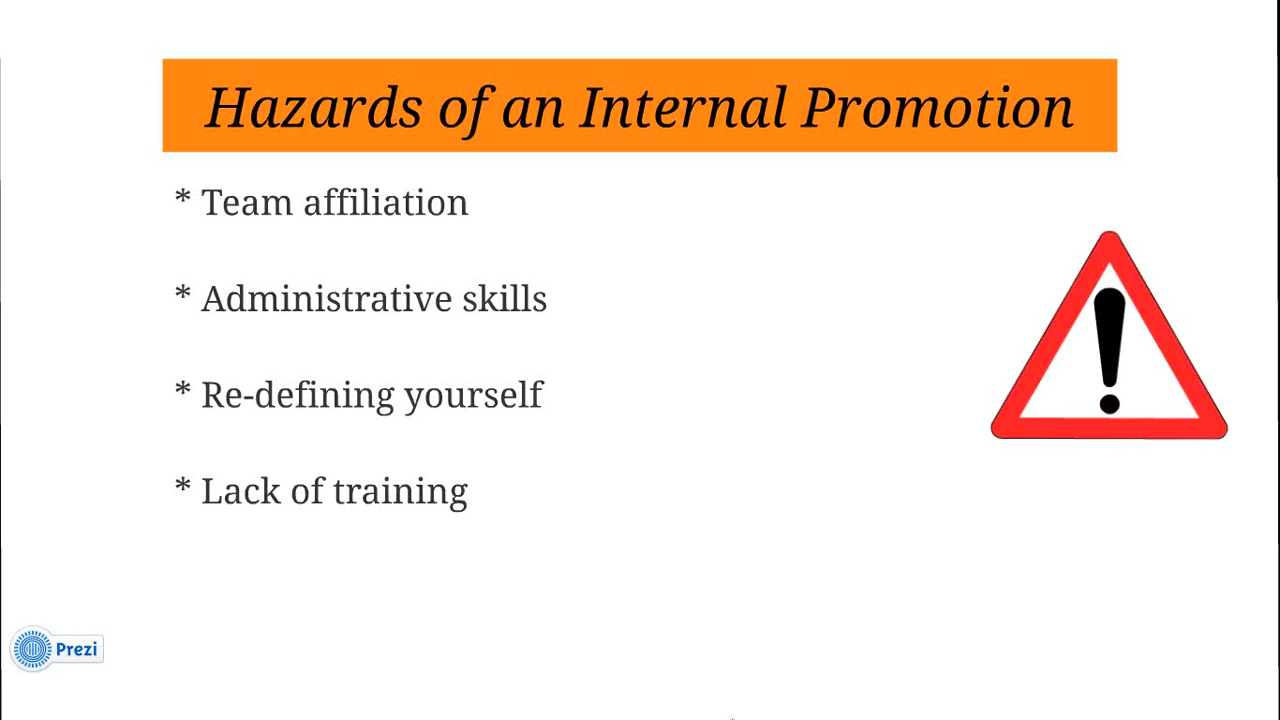 Hazards of an Internal Promotion
* Team affiliation
* Administrative skills
* Re-defining yourself
* Lack of training
Prezi